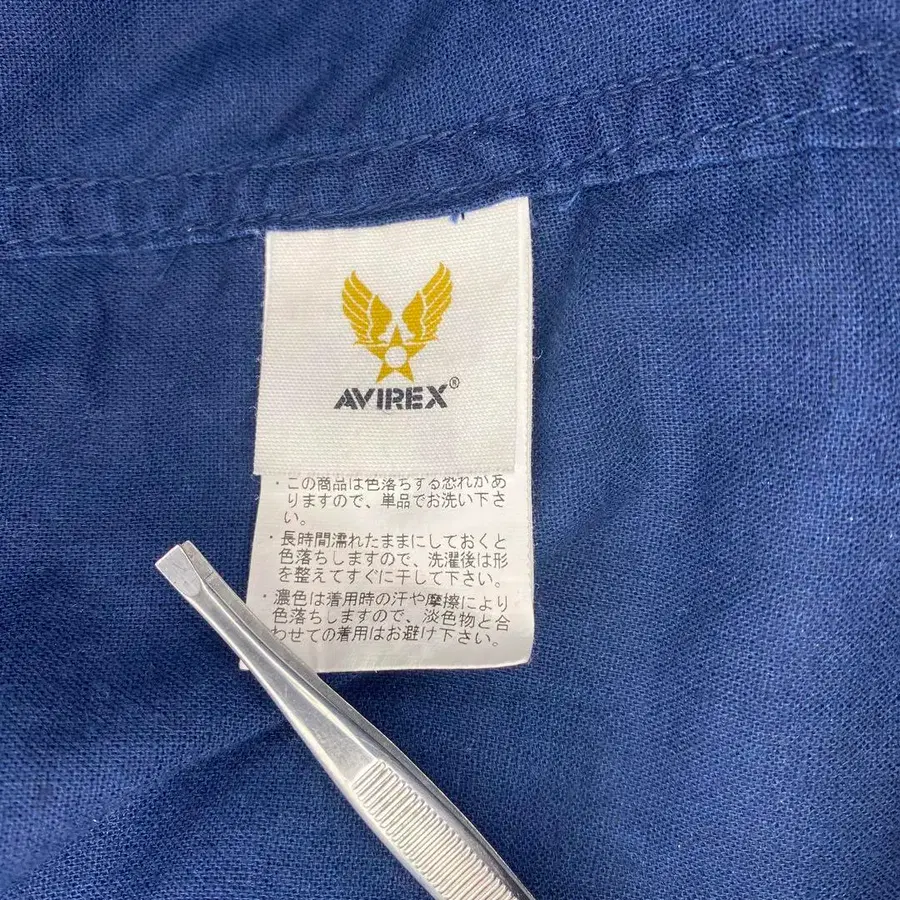 AVIREX®
・この商品は色落ちする恐れがあ
りますので、単品でお洗い下さ
い。
・長時間濡れたままにしておくと
色落ちしますので、洗濯後は形
を整えてすぐに干して下さい。
・濃色は着用時の汗や摩擦により
色落ちしますので、淡色物と合
わせての着用はお避け下さい。